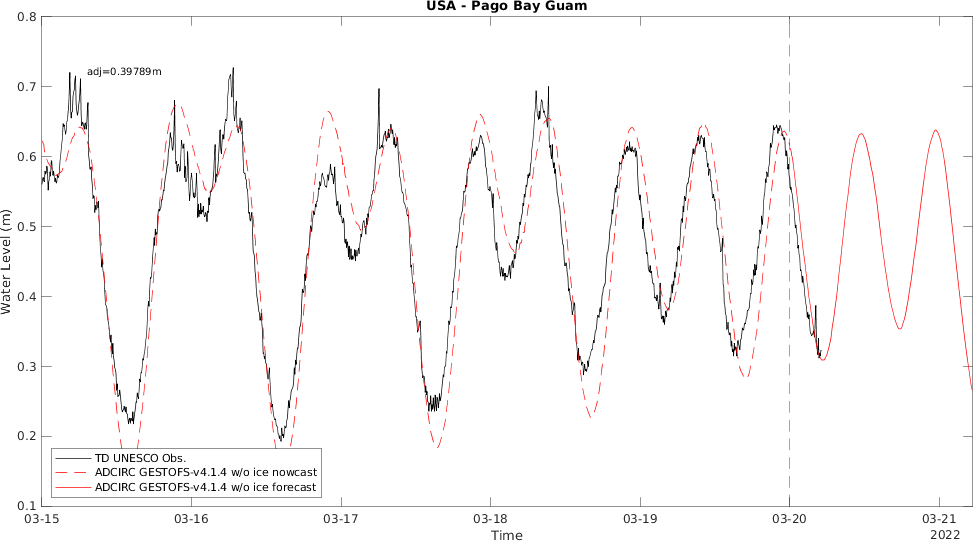 USA - Pago Bay Guam
0.8
0.7
0.6
0.5
0.4
0.3
0.2
0.1
Water Level (m)
adj=0.39789m
TD UNESCO Obs.
ADCIRC GESTOFS-v4.1.4 w/o ice nowcast
ADCIRC GESTOFS-v4.1.4 w/o ice forecast
03-15 03-16 03-17 03-18 03-19 03-20 03-21
Time
2022